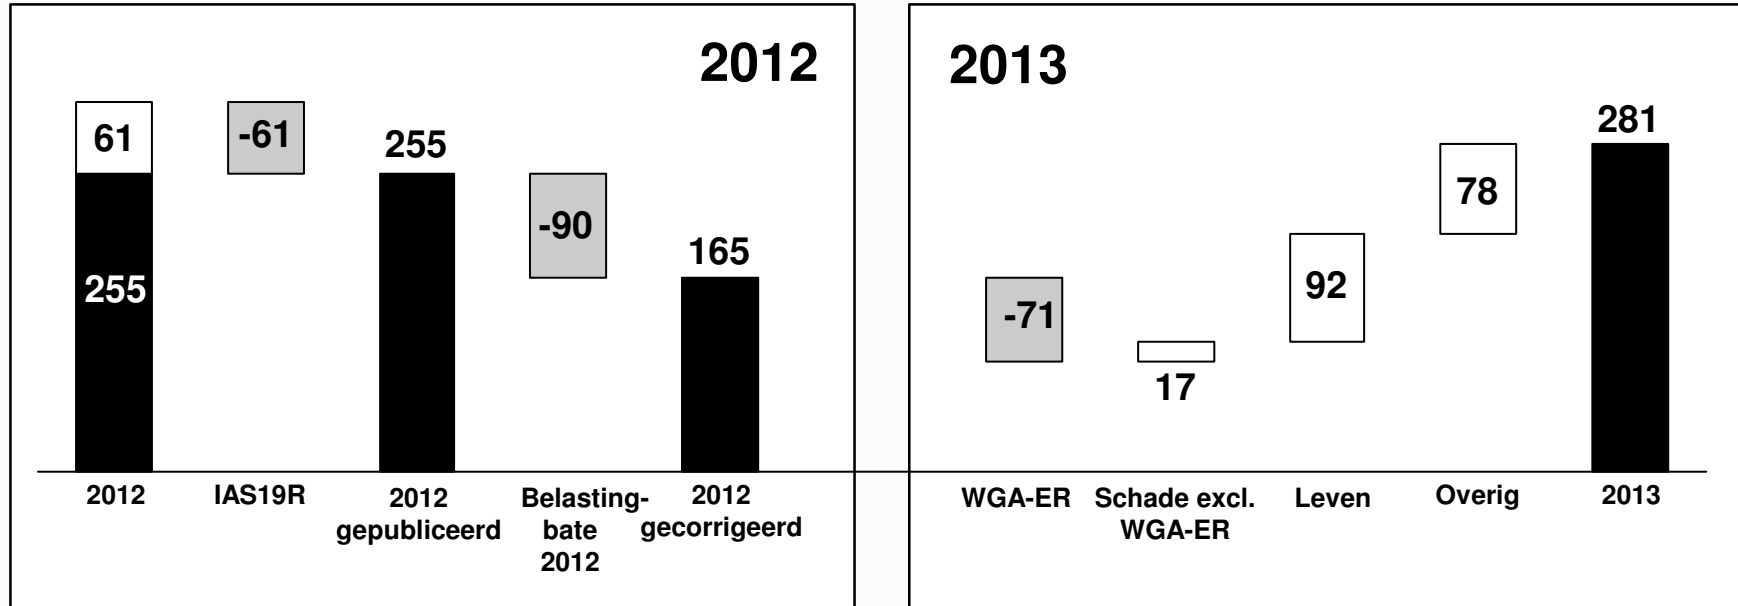 2012
61
-61
255
255
-90
165
2012
IAS19R
2012
gepubliceerd
Belasting-
bate
2012
2012
gecorrigeerd
2013
-71
17
92
78
281
WGA-ER
Schade excl.
WGA-ER
Leven
Overig
2013